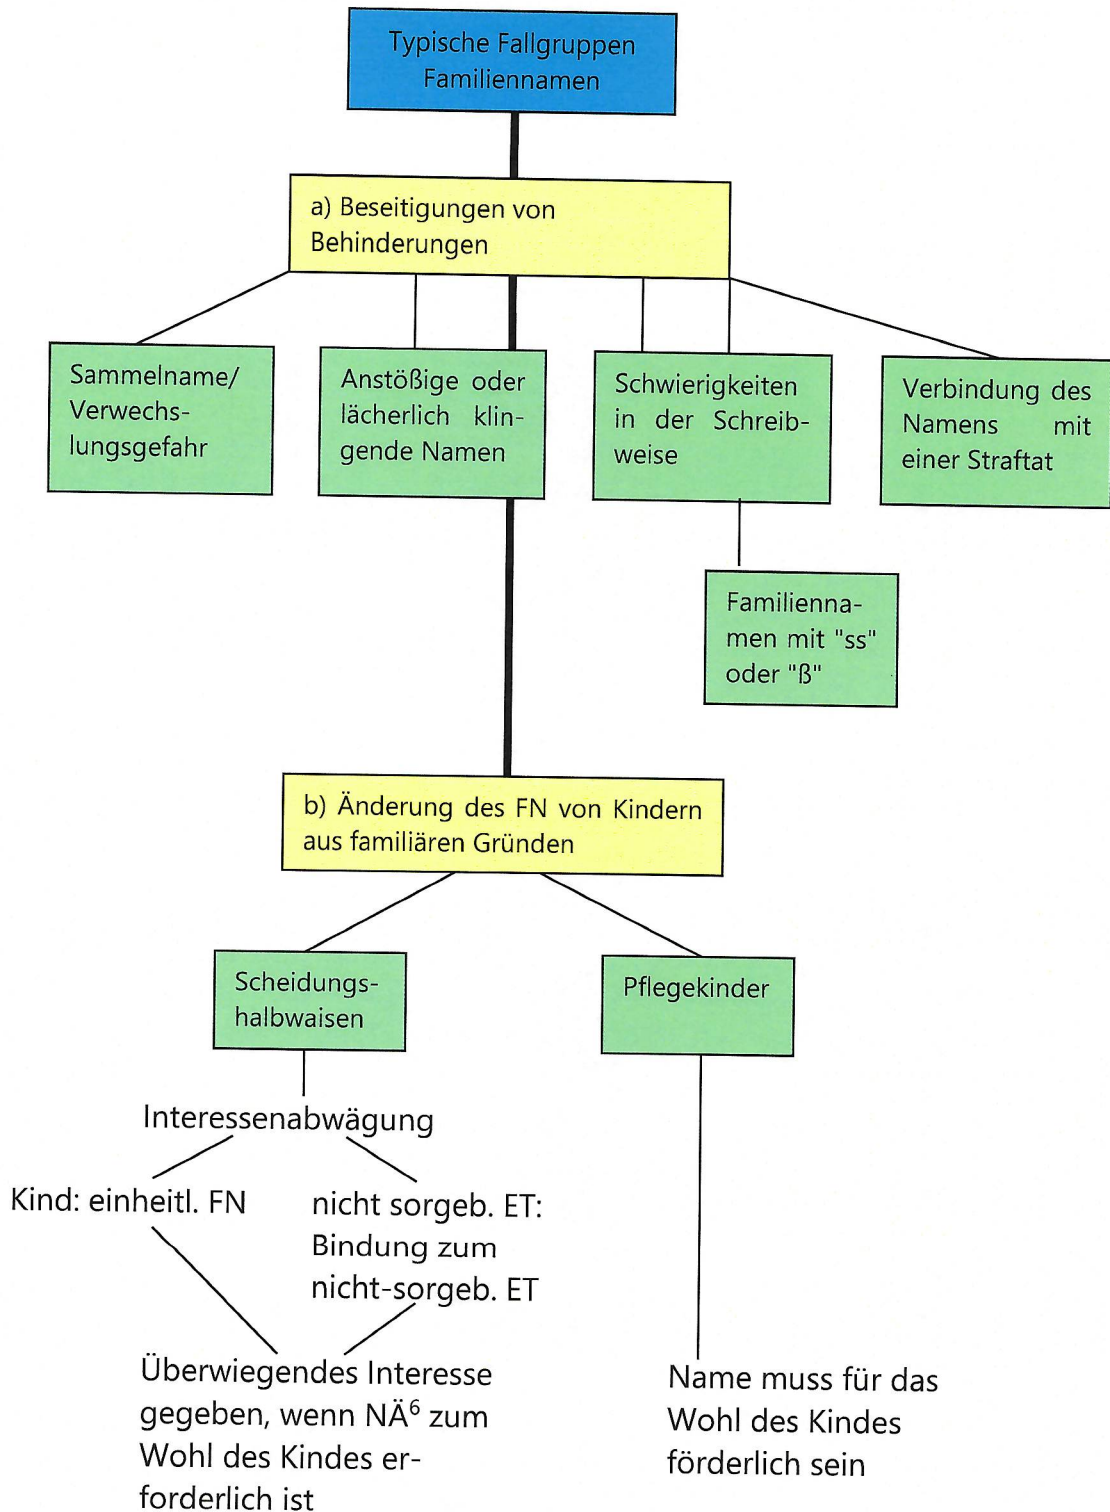 Typische Fallgruppen
Familiennamen
a) Beseitigungen von
Behinderungen
Sammelname/
Verwechs-
lungsgefahr
Anstößige oder
lächerlich klin-
gende Namen
Schwierigkeiten
in der Schreib-
weise
Verbindung des
Namens mit
einer Straftat
Familienna-
men mit "ss"
oder "ß"
b) Änderung des FN von Kindern
aus familiären Gründen
Scheidungs-
halbwaisen
Pflegekinder
Interessenabwägung
Kind: einheitl. FN
nicht sorgeb. ET:
Bindung zum
nicht-sorgeb. ET
Überwiegendes Interesse
gegeben, wenn NÄ⁶ zum
Wohl des Kindes er-
forderlich ist
Name muss für das
Wohl des Kindes
förderlich sein